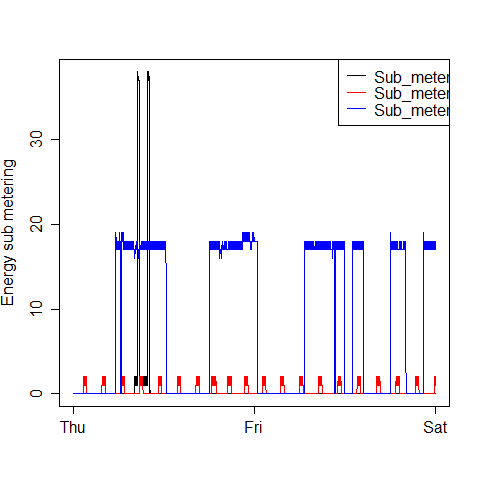 Sub_meter
Sub_meter
Sub_meter
Energy sub metering
30
20
10
0
Thu
Fri
Sat